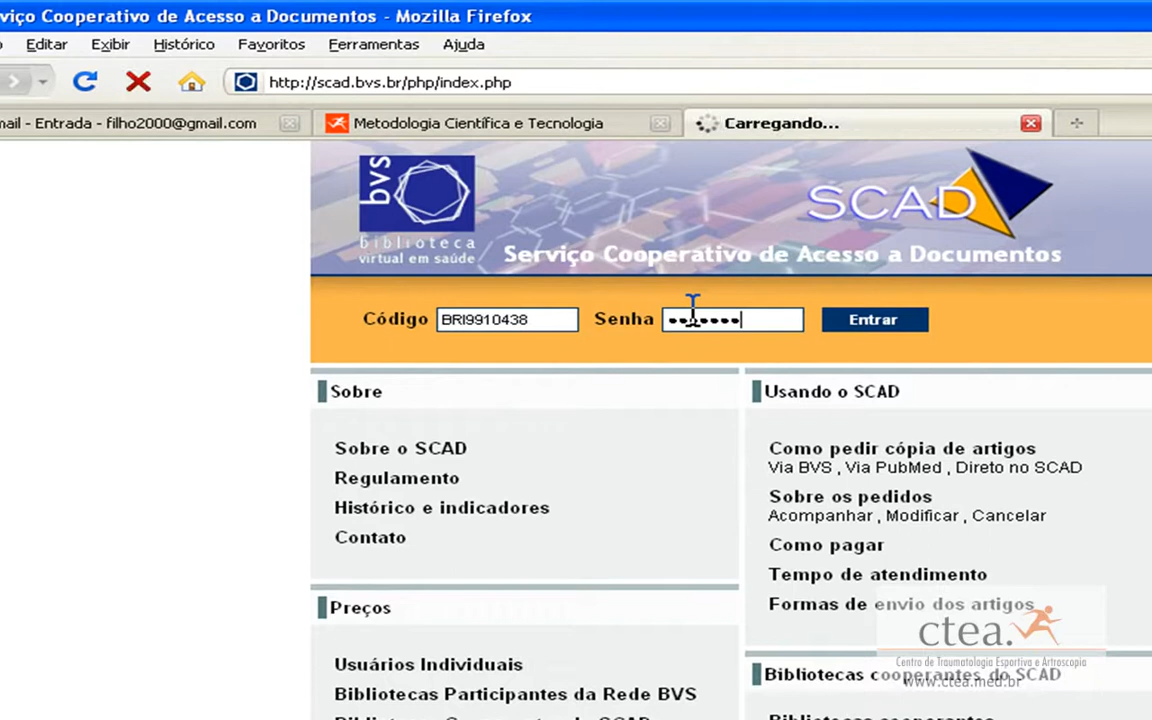 viço Cooperativo de Acesso a Documentos - Mozilla Firefox
o Editar Exibir Histórico Favoritos Ferramentas Ajuda
http://scad.bvs.br/php/index.php
mail - Entrada - filho2000@gmail.com
Metodologia Científica e Tecnologia
Carregando...
bvs
biblioteca
virtual em saúde
SCAD
Serviço Cooperativo de Acesso a Documentos
Código BRI9910438 Senha Entrar
Sobre
Sobre o SCAD
Regulamento
Histórico e indicadores
Contato
Preços
Usuários Individuais
Bibliotecas Participantes da Rede BVS
Usando o SCAD
Como pedir cópia de artigos
Via BVS , Via PubMed , Direto no SCAD
Sobre os pedidos
Acompanhar , Modificar , Cancelar
Como pagar
Tempo de atendimento
Formas de envio dos artigos
Bibliotecas cooperantes do SCAD
Bibliotecas cooperantes
ctea.
Centro de Traumatologia Esportiva e Artroscopia
www.ctea.med.br